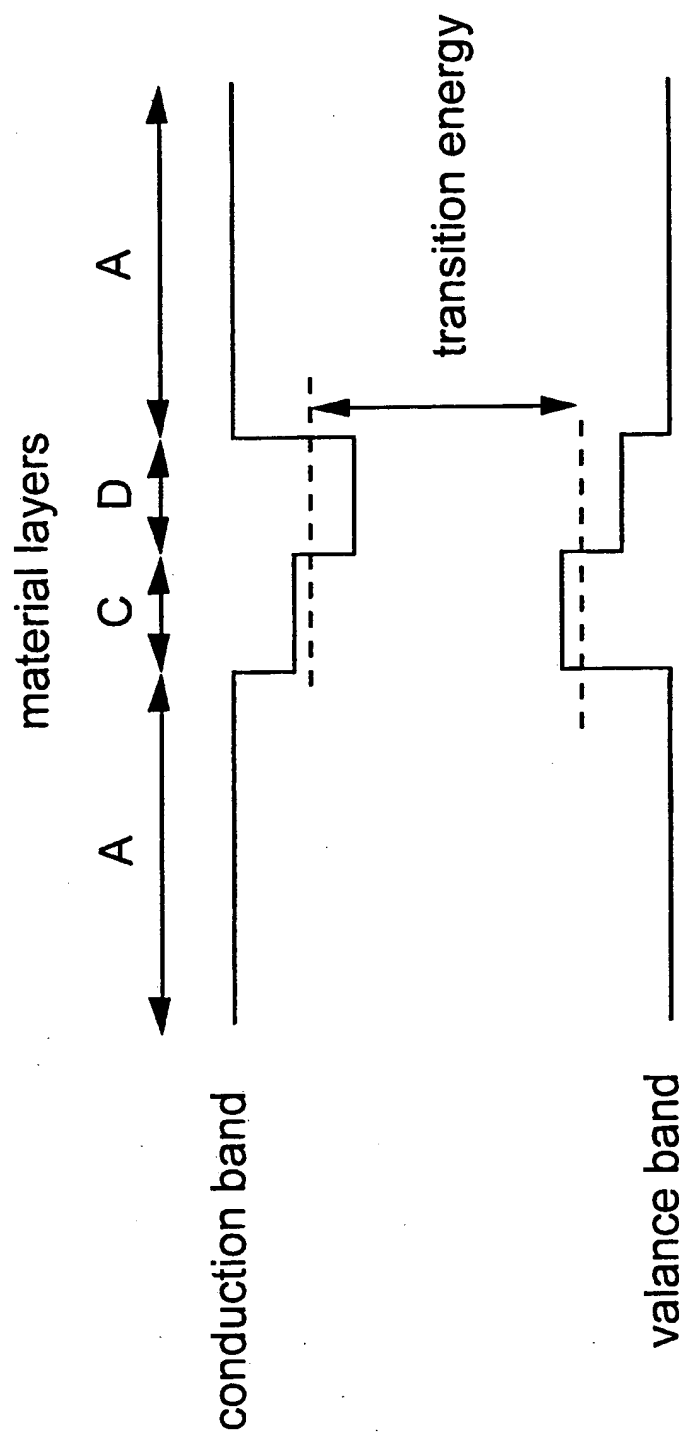 material layers
A
C
D
A
conduction band
transition energy
valance band